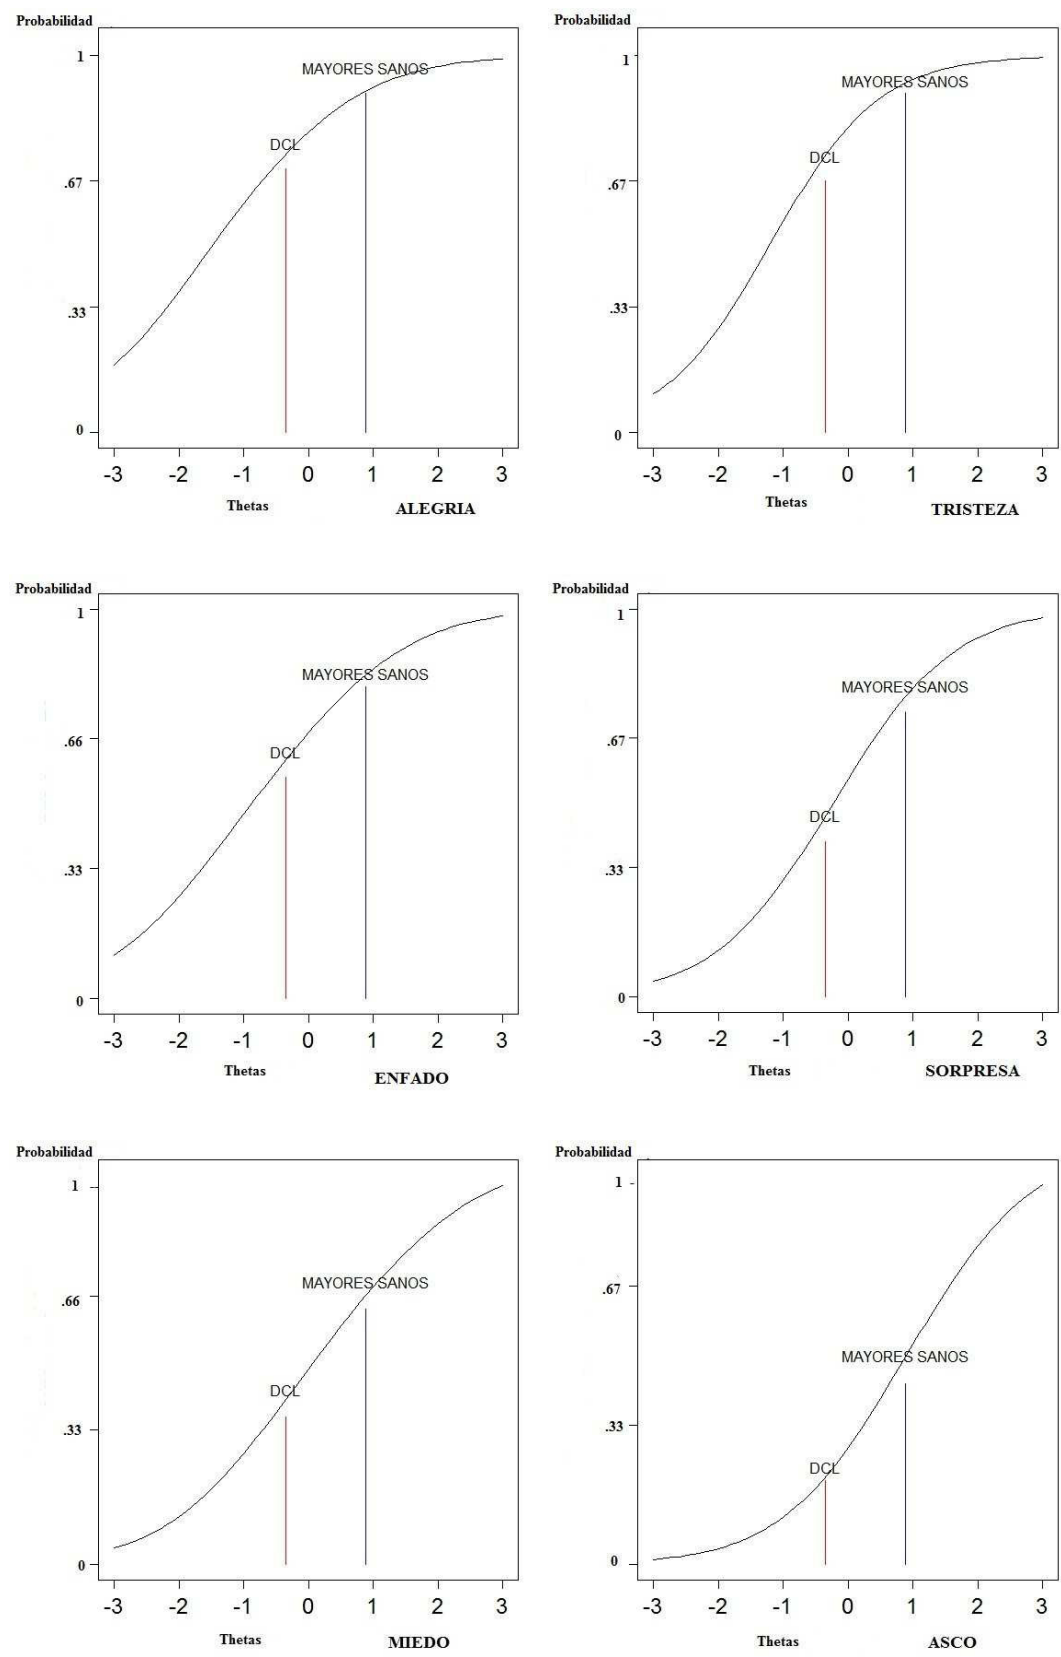 Probabilidad
1
MAYORES SANOS
DCL
.67
.33
0
-3 -2 -1 0 1 2 3
Thetas
ALEGRIA
Probabilidad
1
MAYORES SANOS
DCL
.67
.33
0
-3 -2 -1 0 1 2 3
Thetas
TRISTEZA
Probabilidad
1
MAYORES SANOS
DCL
.66
.33
0
-3 -2 -1 0 1 2 3
Thetas
ENFADO
Probabilidad
1
MAYORES SANOS
.67
DCL
.33
0
-3 -2 -1 0 1 2 3
Thetas
SORPRESA
Probabilidad
1
MAYORES SANOS
.66
DCL
.33
0
-3 -2 -1 0 1 2 3
Thetas
MIEDO
Probabilidad
1
.67
MAYORES SANOS
.33
DCL
0
-3 -2 -1 0 1 2 3
Thetas
ASCO